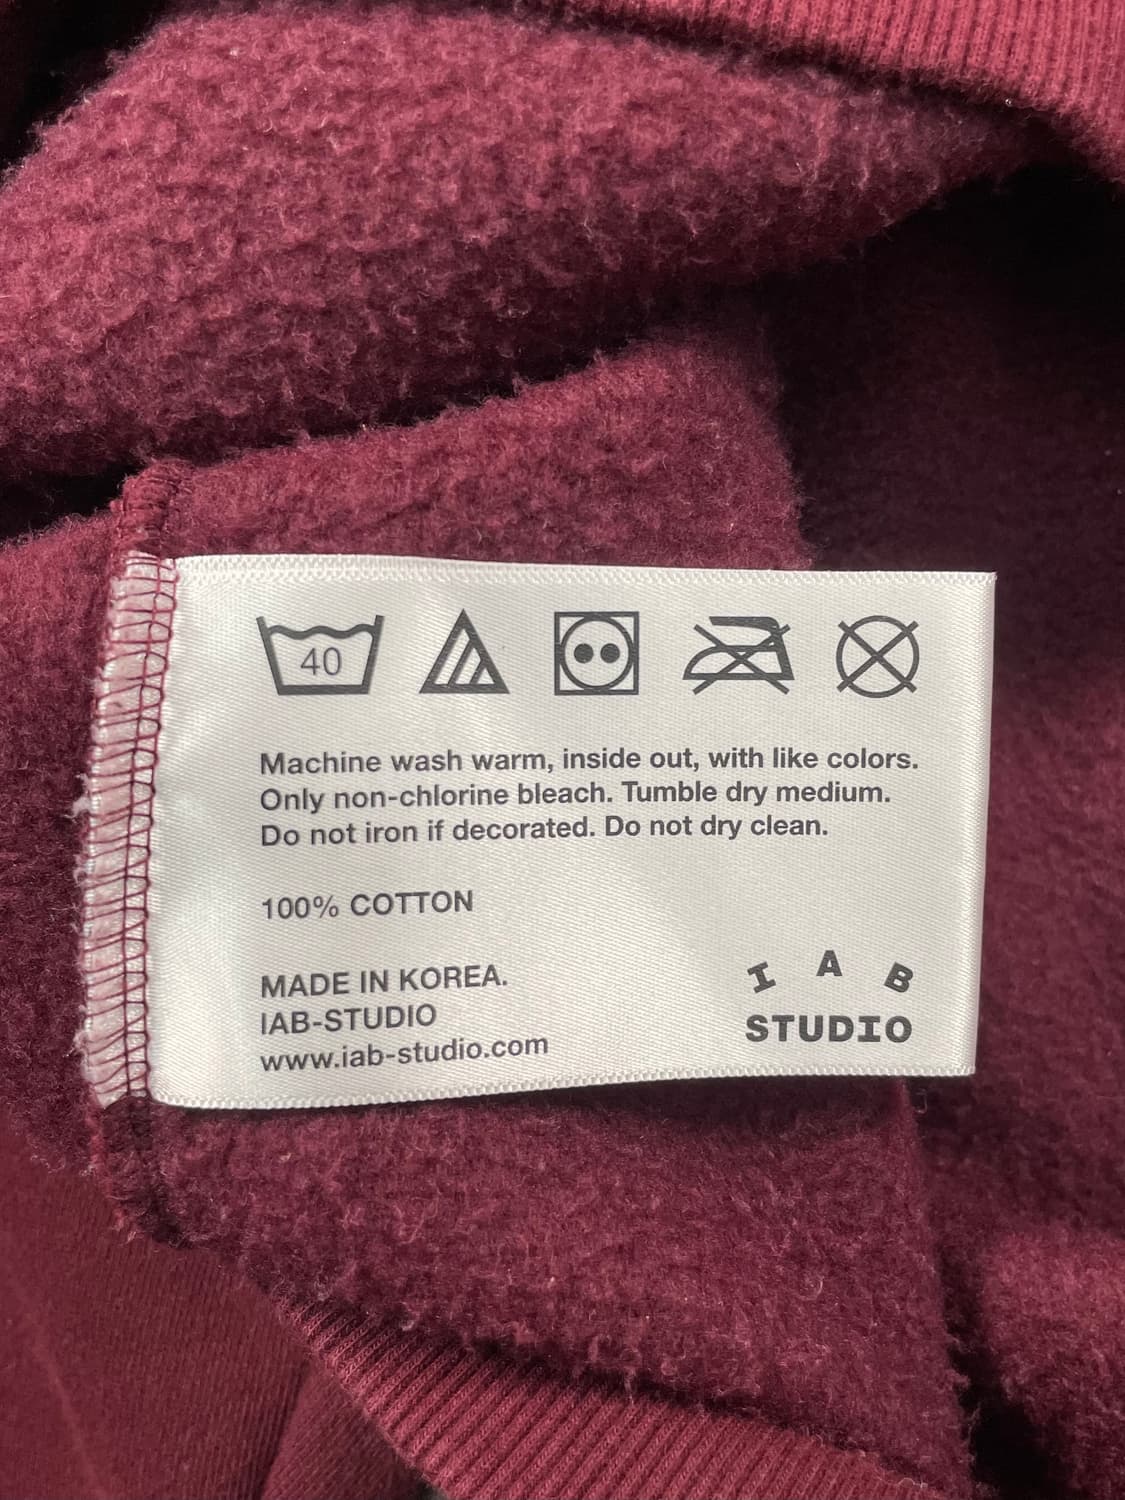 40
Machine wash warm, inside out, with like colors.
Only non-chlorine bleach. Tumble dry medium.
Do not iron if decorated. Do not dry clean.
100% COTTON
MADE IN KOREA.
IAB-STUDIO
www.iab-studio.com
I A B
STUDIO